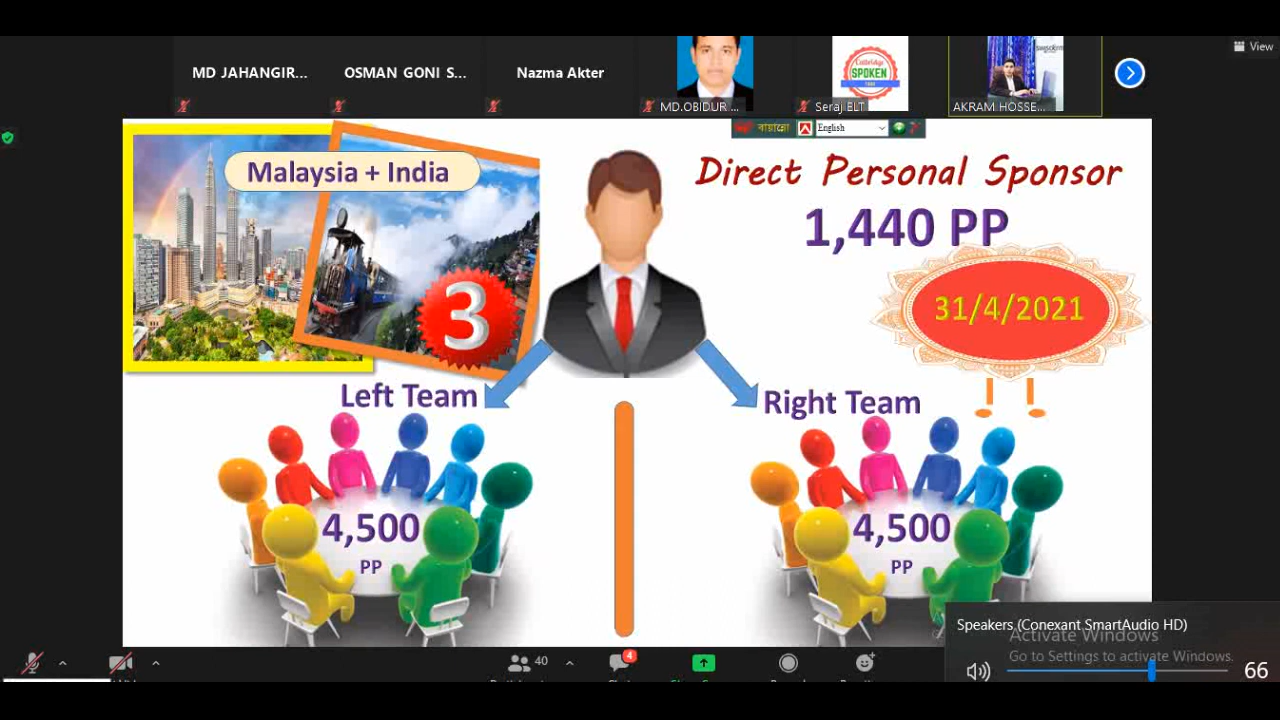 View
MD JAHANGIR...
OSMAN GONI S...
Nazma Akter
MD.OBIDUR ...
SPOKEN
Seraj ELT
AKRAM HOSSE...
English
Malaysia + India
3
Direct Personal Sponsor
1,440 PP
31/4/2021
Left Team
Right Team
4,500
PP
4,500
PP
Speakers (Conexant SmartAudio HD)
Activate Windows
Go to Settings to activate Windows.
66
40
4